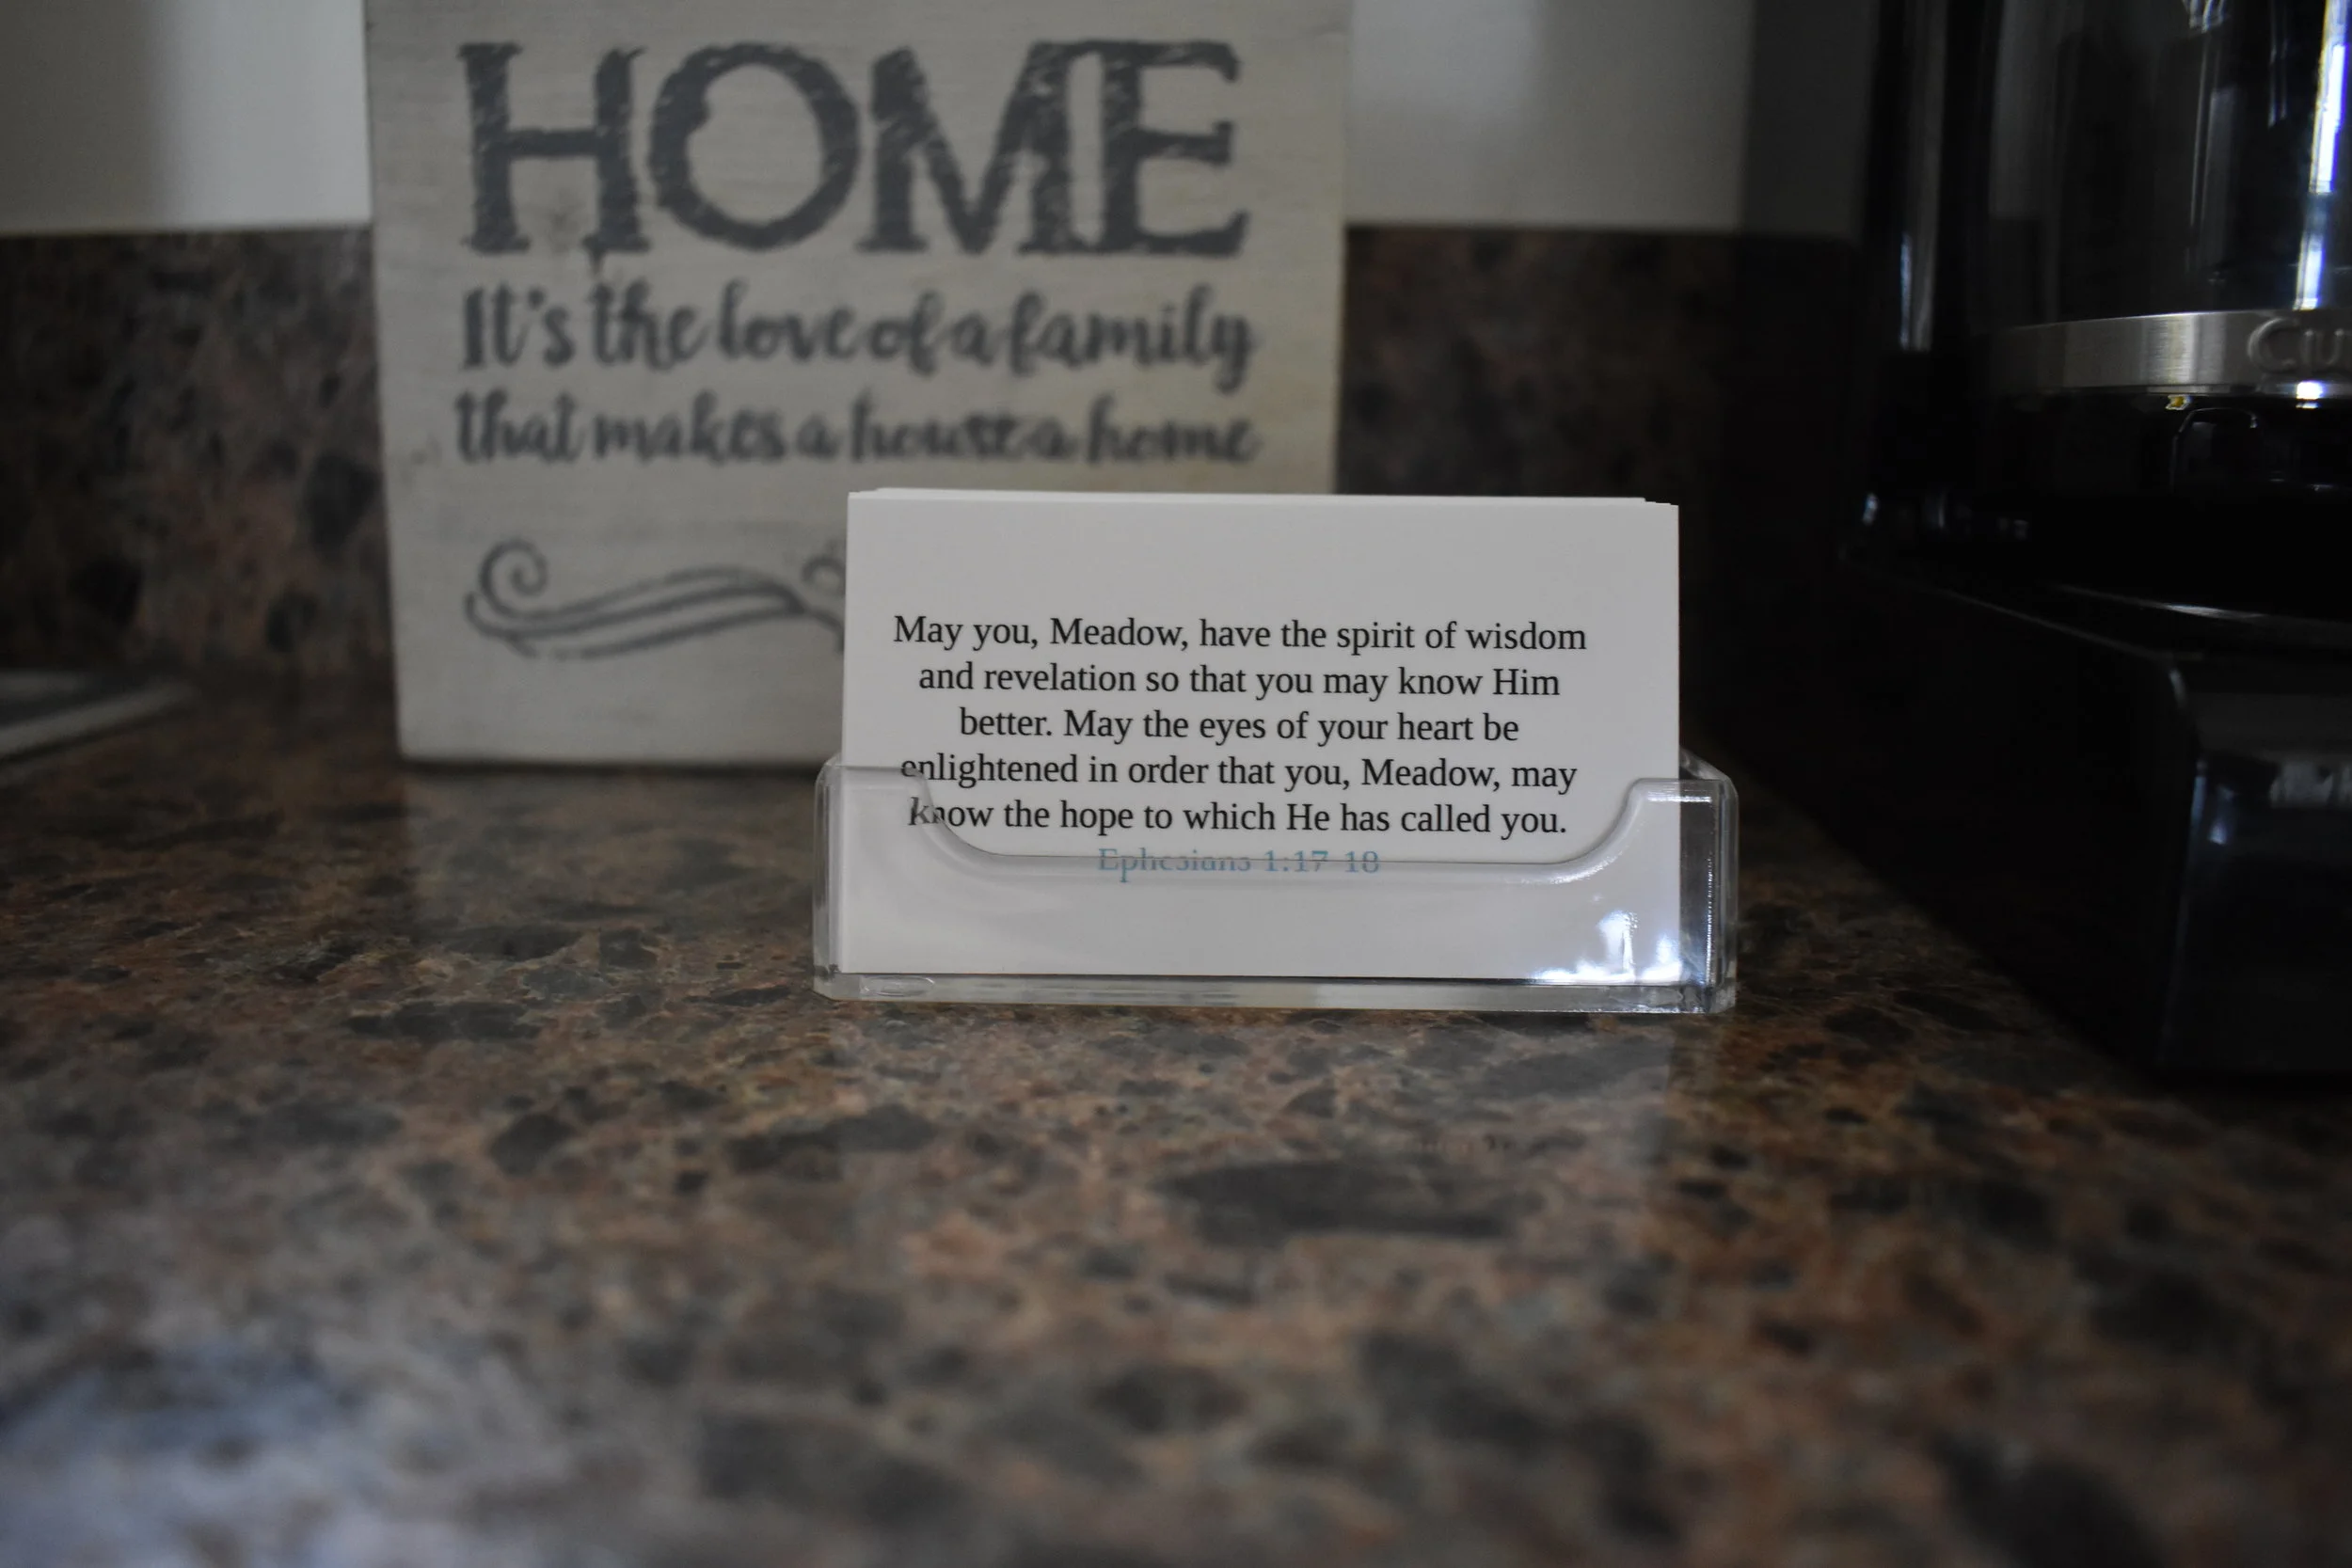 HOME
It's the love of a family
that makes a house a home
May you, Meadow, have the spirit of wisdom
and revelation so that you may know Him
better. May the eyes of your heart be
enlightened in order that you, Meadow, may
know the hope to which He has called you.
Ephesians 1:17-18
Cu